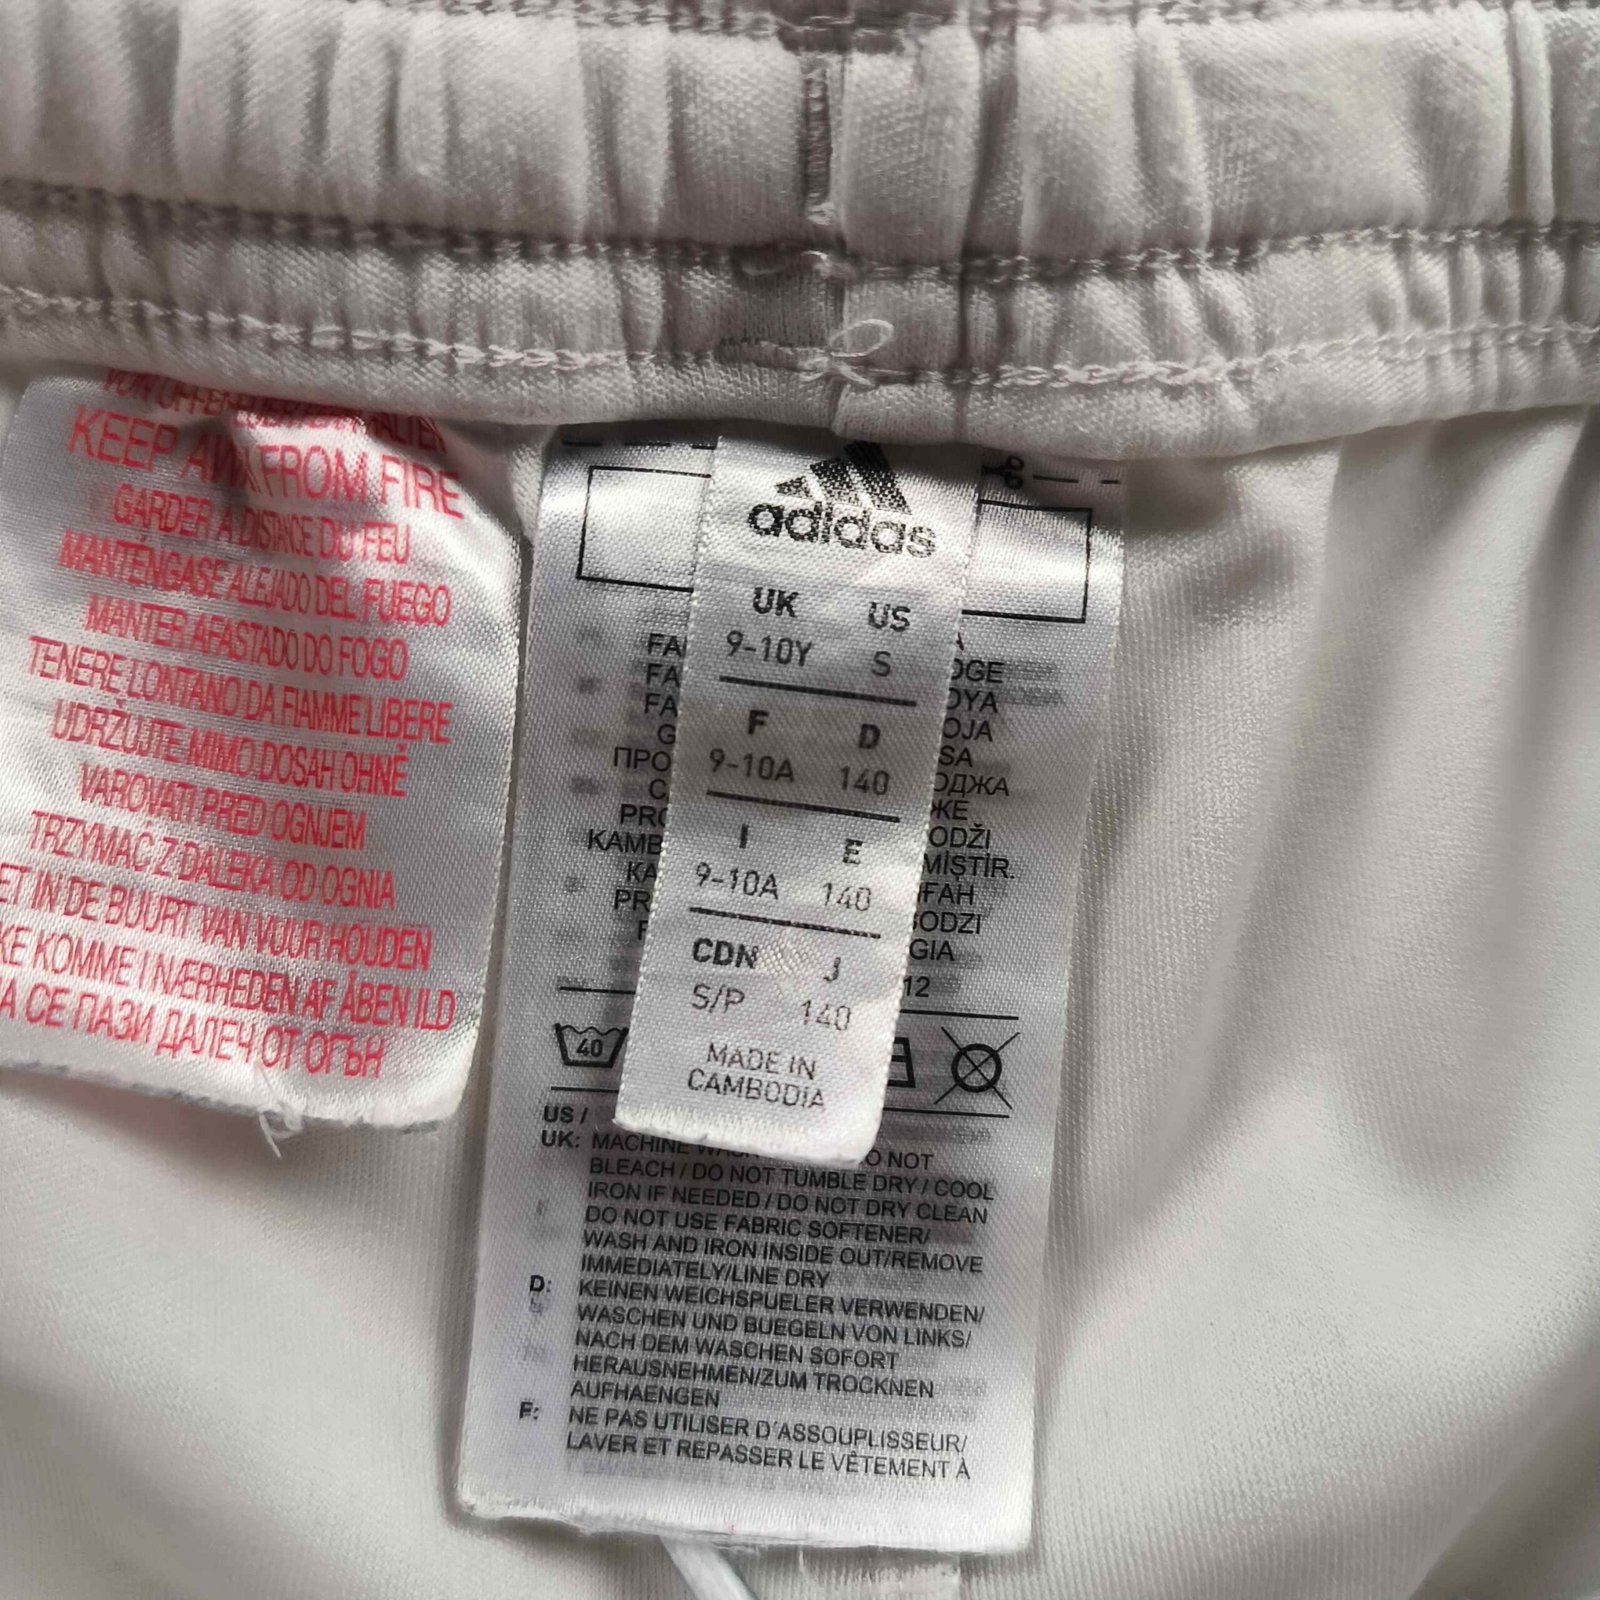 KEEP AWAY FROM FIRE
GARDER À DISTANCE DU FEU
MANTÉNGASE ALEJADO DEL FUEGO
MANTER AFASTADO DO FOGO
TENERE LONTANO DA FIAMME LIBERE
UDRŽUJTE MIMO DOSAH OHNĚ
VAROVATI PRED OGNJEM
TRZYMAĆ Z DALEKA OD OGNIA
ET IN DE BUURT VAN VUUR HOUDEN
KE KOMME I NÆRHEDEN AF ÅBEN ILD
А СЕ ПАЗИ ДАЛЕЧ ОТ ОГЪН
adidas
UK US
9-10Y S
F D
9-10A 140
I E
9-10A 140
CDN J
S/P 140
MADE IN
CAMBODIA
12
40
US /
UK: MACHINE O NOT
BLEACH / DO NOT TUMBLE DRY / COOL
IRON IF NEEDED / DO NOT DRY CLEAN
DO NOT USE FABRIC SOFTENER/
WASH AND IRON INSIDE OUT/REMOVE
IMMEDIATELY/LINE DRY
D: KEINEN WEICHSPUELER VERWENDEN/
WASCHEN UND BUEGELN VON LINKS/
NACH DEM WASCHEN SOFORT
HERAUSNEHMEN/ZUM TROCKNEN
AUFHAENGEN
F: NE PAS UTILISER D´ASSOUPLISSEUR/
LAVER ET REPASSER LE VÊTEMENT À